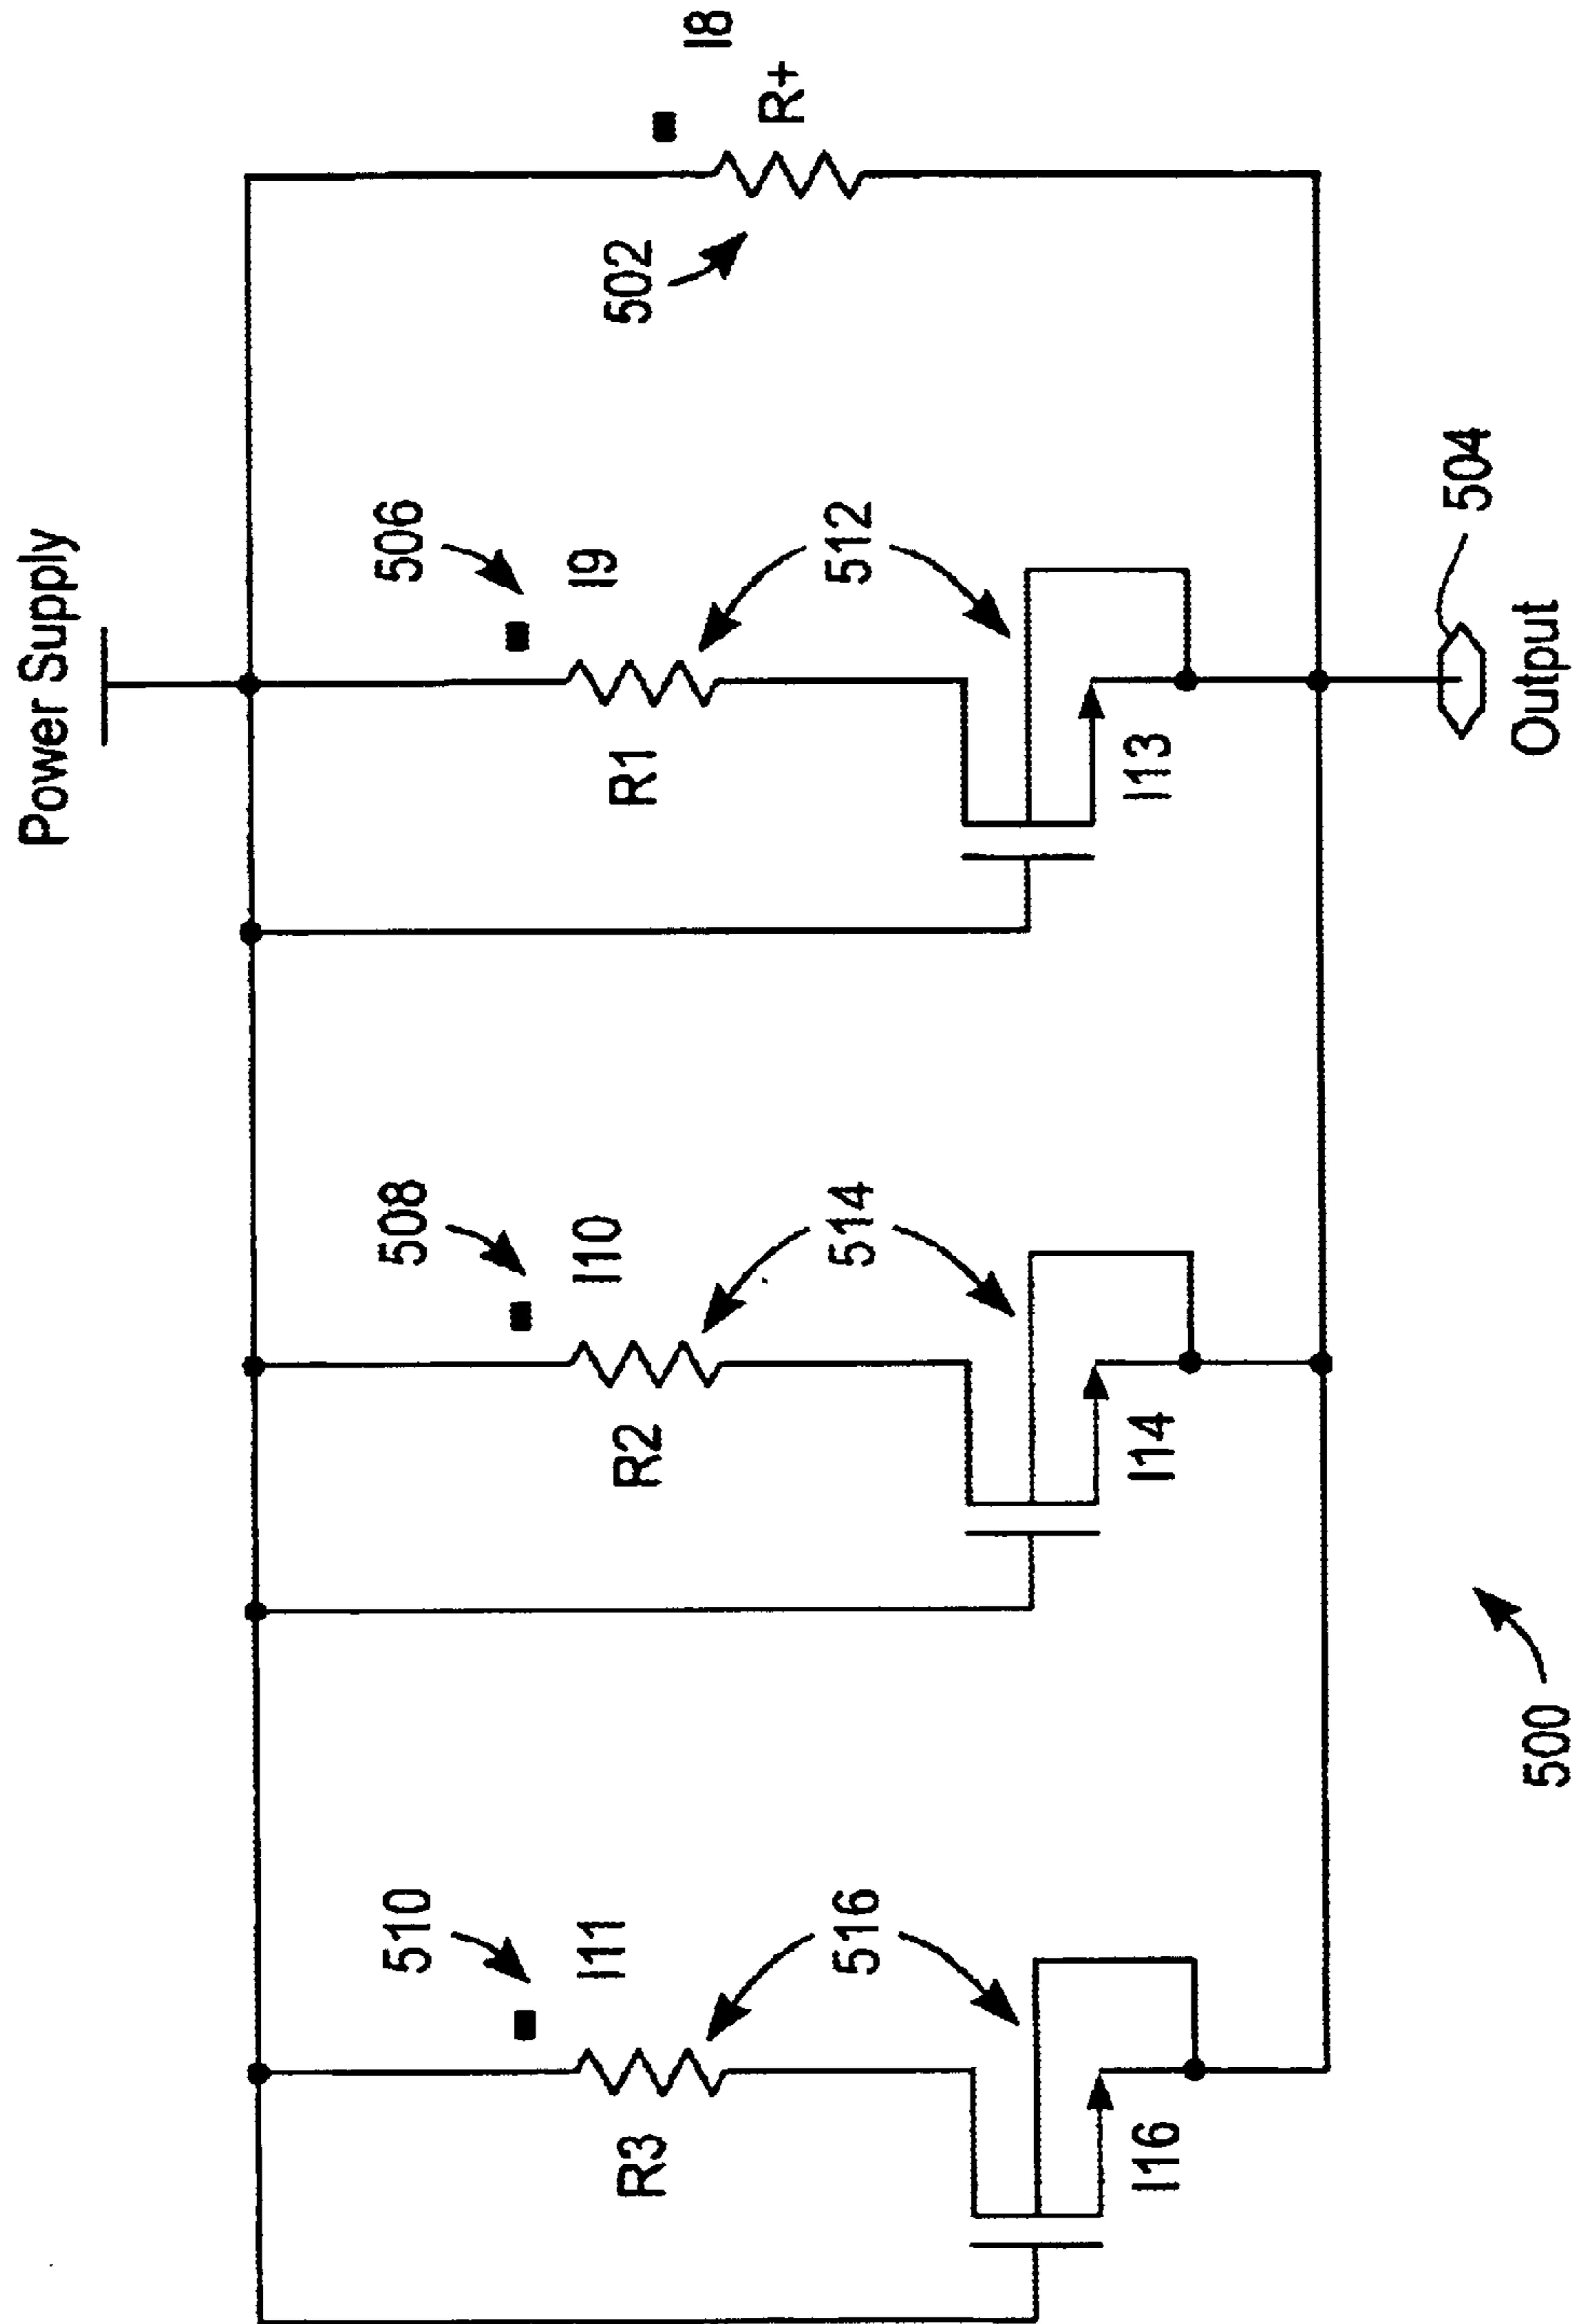 Power Supply
510
508
506
I11
I10
I9
I8
R3
R2
R1
502
R+
516
514
512
I16
I14
I13
504
Output
500